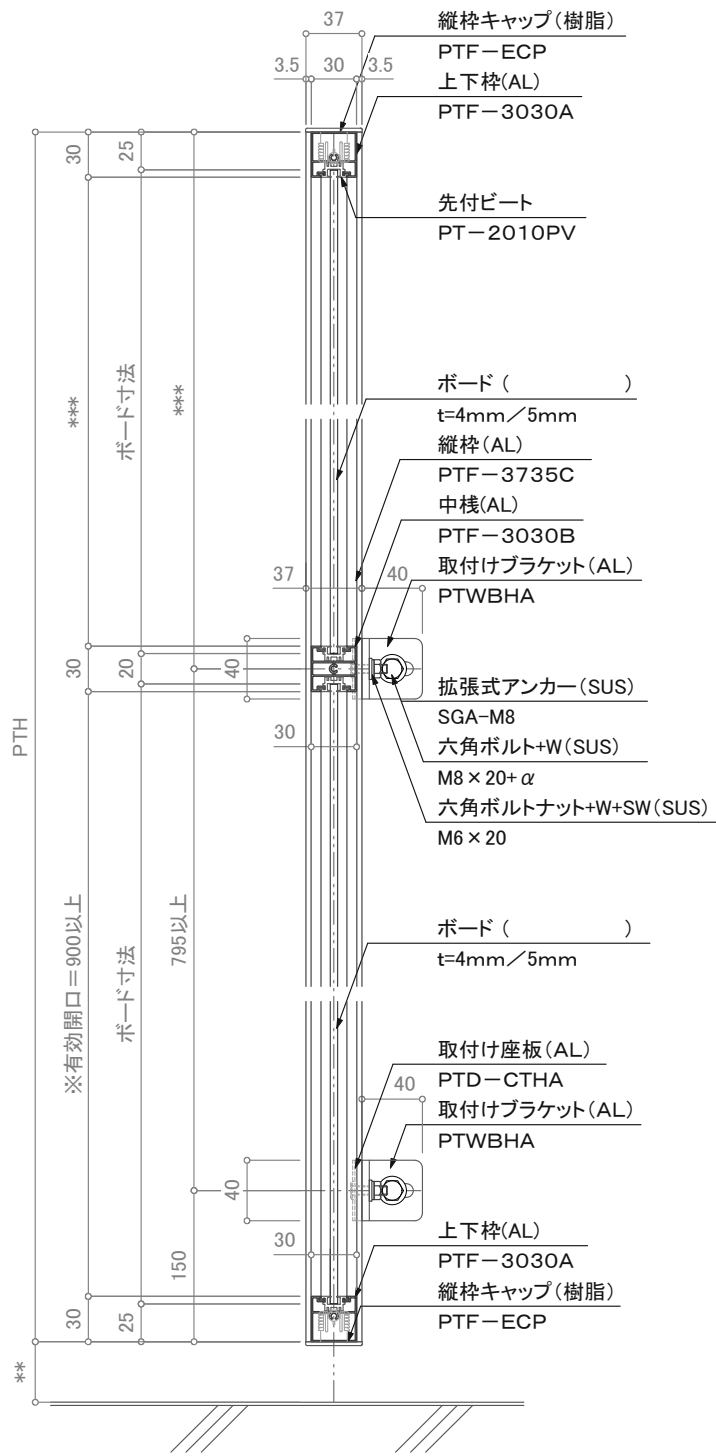 37
3.5 30 3.5
縦枠キャップ(樹脂)
PTF-ECP
上下枠(AL)
PTF-3030A
30
25
先付ビート
PT-2010PV
***
ボード寸法
***
ボード (　　　　　)
t=4mm/5mm
縦枠(AL)
PTF-3735C
中桟(AL)
PTF-3030B
37
40
取付けブラケット(AL)
PTWBHA
30
20
40
拡張式アンカー(SUS)
SGA-M8
PTH
30
六角ボルト+W(SUS)
M8×20+α
六角ボルトナット+W+SW(SUS)
M6×20
※有効開口=900以上
ボード寸法
795以上
ボード (　　　　　)
t=4mm/5mm
取付け座板(AL)
PTD-CTHA
40
取付けブラケット(AL)
PTWBHA
40
150
30
上下枠(AL)
PTF-3030A
縦枠キャップ(樹脂)
PTF-ECP
30
25
**